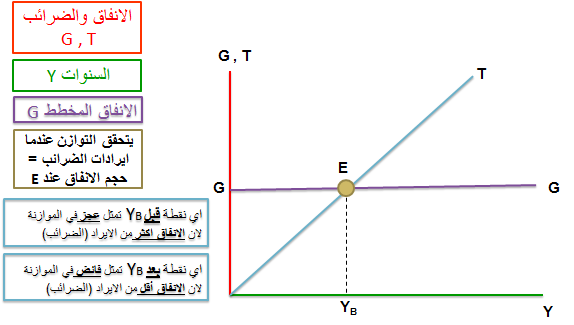 الانفاق والضرائب
G , T
السنوات Y
الانفاق المخطط G
يتحقق التوازن عندما
ايرادات الضرائب =
حجم الانفاق عند E
اي نقطة قبل YB تمثل عجز في الموازنة
لان الانفاق اكثر من الايراد (الضرائب)
اي نقطة بعد YB تمثل فائض في الموازنة
لان الانفاق أقل من الايراد (الضرائب)
G , T
T
E
G
G
YB
Y